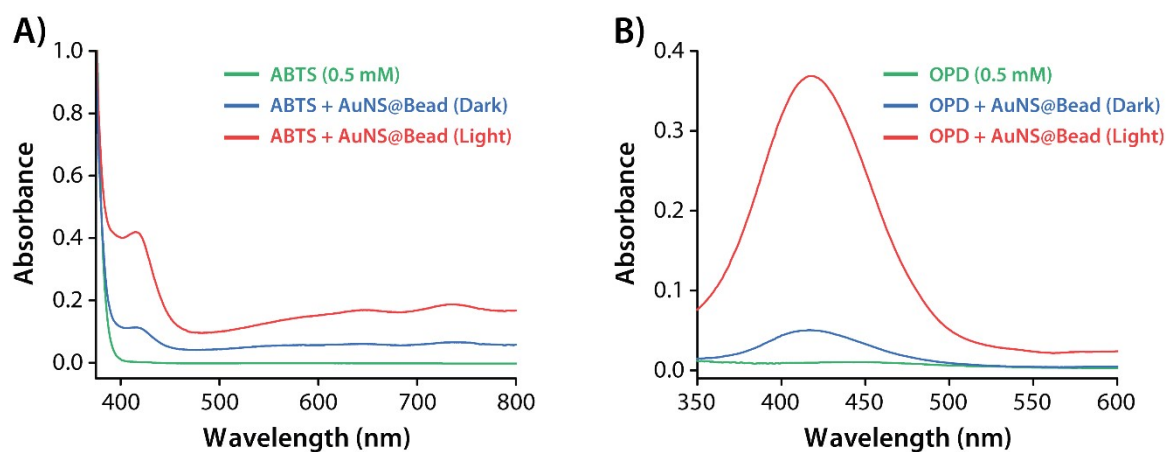 A)
1.0
0.8
0.6
0.4
0.2
0.0
Absorbance
ABTS (0.5 mM)
ABTS + AuNS@Bead (Dark)
ABTS + AuNS@Bead (Light)
400 500 600 700 800
Wavelength (nm)
B)
0.4
0.3
0.2
0.1
0.0
Absorbance
OPD (0.5 mM)
OPD + AuNS@Bead (Dark)
OPD + AuNS@Bead (Light)
350 400 450 500 550 600
Wavelength (nm)